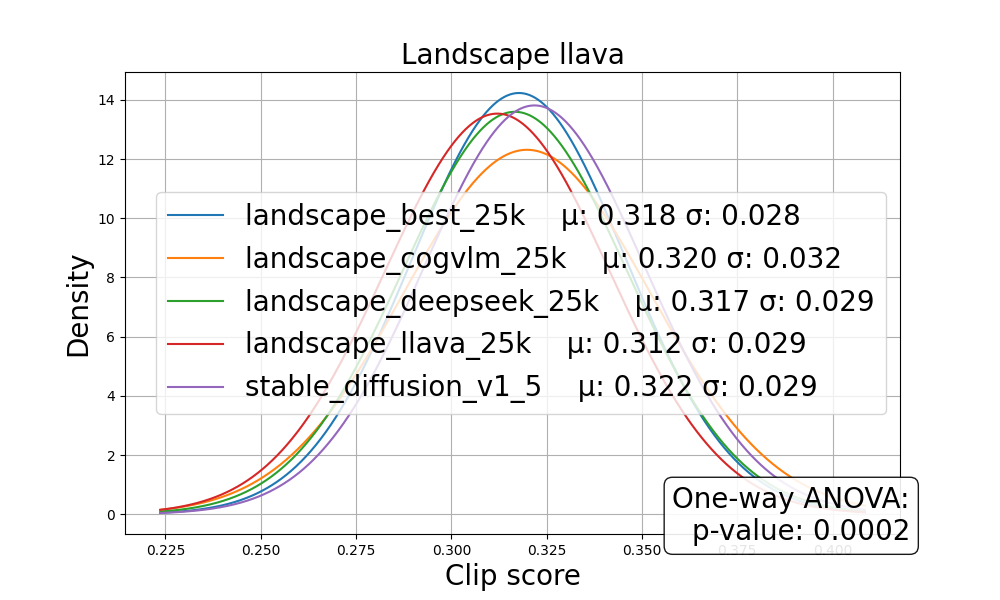 Landscape llava
Density
14
12
10
8
6
4
2
0
landscape_best_25k    μ: 0.318 σ: 0.028
landscape_cogvlm_25k    μ: 0.320 σ: 0.032
landscape_deepseek_25k    μ: 0.317 σ: 0.029
landscape_llava_25k    μ: 0.312 σ: 0.029
stable_diffusion_v1_5    μ: 0.322 σ: 0.029
One-way ANOVA:
p-value: 0.0002
0.225 0.250 0.275 0.300 0.325 0.350 0.375 0.400
Clip score